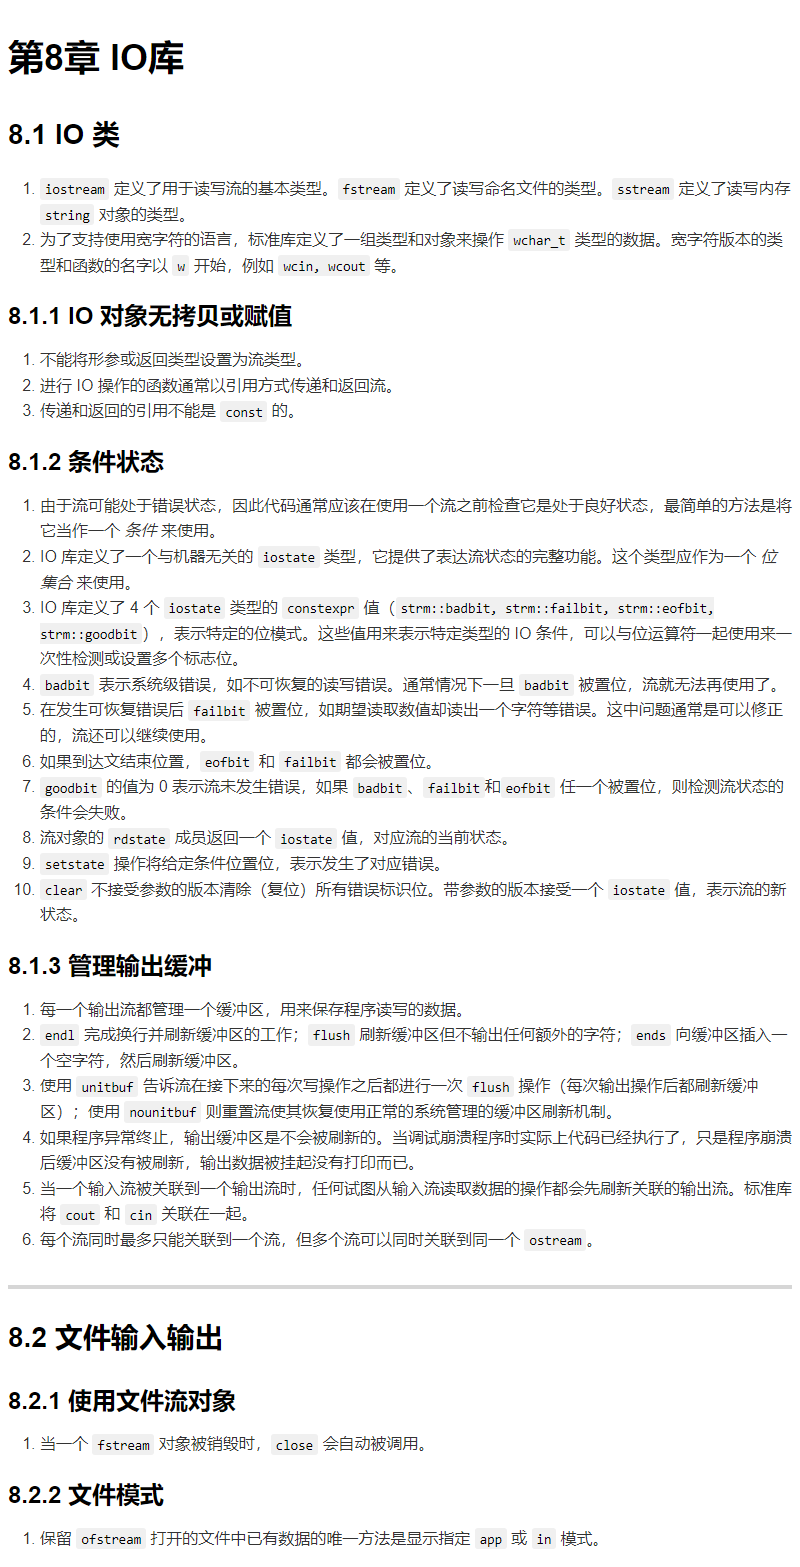 第8章 IO库
8.1 IO 类
1. iostream 定义了用于读写流的基本类型。fstream 定义了读写命名文件的类型。sstream 定义了读写内存
string 对象的类型。
2. 为了支持使用宽字符的语言，标准库定义了一组类型和对象来操作 wchar_t 类型的数据。宽字符版本的类
型和函数的名字以 w 开始，例如 wcin, wcout 等。
8.1.1 IO 对象无拷贝或赋值
1. 不能将形参或返回类型设置为流类型。
2. 进行 IO 操作的函数通常以引用方式传递和返回流。
3. 传递和返回的引用不能是 const 的。
8.1.2 条件状态
1. 由于流可能处于错误状态，因此代码通常应该在使用一个流之前检查它是处于良好状态，最简单的方法是将
它当作一个 条件 来使用。
2. IO 库定义了一个与机器无关的 iostate 类型，它提供了表达流状态的完整功能。这个类型应作为一个 位
集合 来使用。
3. IO 库定义了 4 个 iostate 类型的 constexpr 值（strm::badbit, strm::failbit, strm::eofbit,
strm::goodbit），表示特定的位模式。这些值用来表示特定类型的 IO 条件，可以与位运算符一起使用来一
次性检测或设置多个标志位。
4. badbit 表示系统级错误，如不可恢复的读写错误。通常情况下一旦 badbit 被置位，流就无法再使用了。
5. 在发生可恢复错误后 failbit 被置位，如期望读取数值却读出一个字符等错误。这中问题通常是可以修正
的，流还可以继续使用。
6. 如果到达文结束位置，eofbit 和 failbit 都会被置位。
7. goodbit 的值为 0 表示流未发生错误，如果 badbit、failbit和eofbit 任一个被置位，则检测流状态的
条件会失败。
8. 流对象的 rdstate 成员返回一个 iostate 值，对应流的当前状态。
9. setstate 操作将给定条件位置位，表示发生了对应错误。
10. clear 不接受参数的版本清除（复位）所有错误标识位。带参数的版本接受一个 iostate 值，表示流的新
状态。
8.1.3 管理输出缓冲
1. 每一个输出流都管理一个缓冲区，用来保存程序读写的数据。
2. endl 完成换行并刷新缓冲区的工作；flush 刷新缓冲区但不输出任何额外的字符；ends 向缓冲区插入一
个空字符，然后刷新缓冲区。
3. 使用 unitbuf 告诉流在接下来的每次写操作之后都进行一次 flush 操作（每次输出操作后都刷新缓冲
区）；使用 nounitbuf 则重置流使其恢复使用正常的系统管理的缓冲区刷新机制。
4. 如果程序异常终止，输出缓冲区是不会被刷新的。当调试崩溃程序时实际上代码已经执行了，只是程序崩溃
后缓冲区没有被刷新，输出数据被挂起没有打印而已。
5. 当一个输入流被关联到一个输出流时，任何试图从输入流读取数据的操作都会先刷新关联的输出流。标准库
将 cout 和 cin 关联在一起。
6. 每个流同时最多只能关联到一个流，但多个流可以同时关联到同一个 ostream。
8.2 文件输入输出
8.2.1 使用文件流对象
1. 当一个 fstream 对象被销毁时，close 会自动被调用。
8.2.2 文件模式
1. 保留 ofstream 打开的文件中已有数据的唯一方法是显示指定 app 或 in 模式。